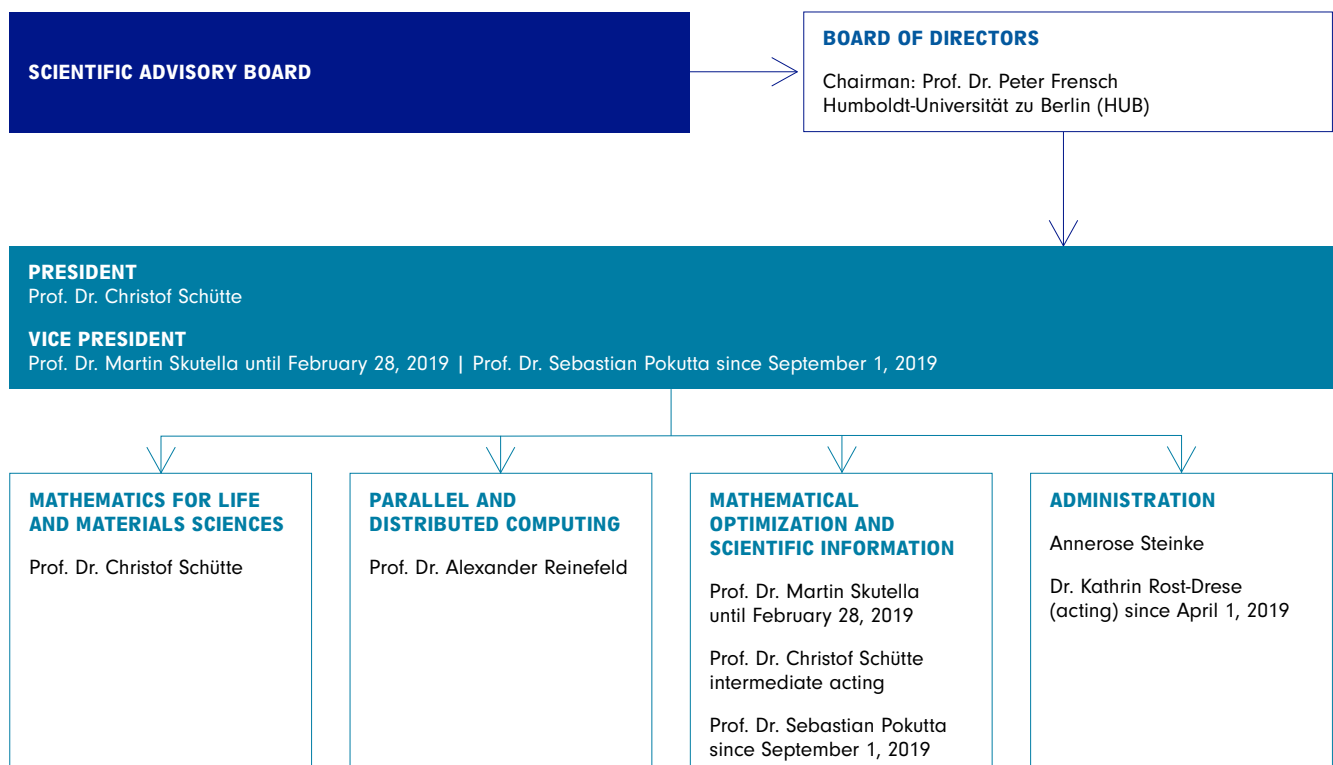 SCIENTIFIC ADVISORY BOARD
BOARD OF DIRECTORS
Chairman: Prof. Dr. Peter Frensch
Humboldt-Universität zu Berlin (HUB)
PRESIDENT
Prof. Dr. Christof Schütte
VICE PRESIDENT
Prof. Dr. Martin Skutella until February 28, 2019 | Prof. Dr. Sebastian Pokutta since September 1, 2019
MATHEMATICS FOR LIFE
AND MATERIALS SCIENCES
Prof. Dr. Christof Schütte
PARALLEL AND
DISTRIBUTED COMPUTING
Prof. Dr. Alexander Reinefeld
MATHEMATICAL
OPTIMIZATION AND
SCIENTIFIC INFORMATION
Prof. Dr. Martin Skutella
until February 28, 2019
Prof. Dr. Christof Schütte
intermediate acting
Prof. Dr. Sebastian Pokutta
since September 1, 2019
ADMINISTRATION
Annerose Steinke
Dr. Kathrin Rost-Drese
(acting) since April 1, 2019